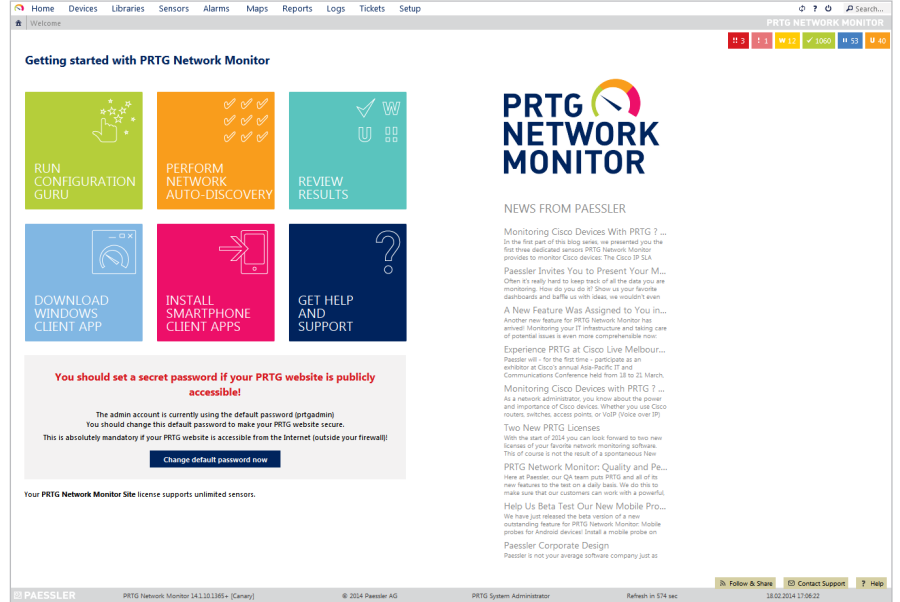 Home Devices Libraries Sensors Alarms Maps Reports Logs Tickets Setup ? Search...
Welcome PRTG NETWORK MONITOR
!! 3 ! 1 W 12 ✓ 1060 II 53 U 40
Getting started with PRTG Network Monitor
RUN
CONFIGURATION
GURU
PERFORM
NETWORK
AUTO-DISCOVERY
W
U !!
REVIEW
RESULTS
DOWNLOAD
WINDOWS
CLIENT APP
INSTALL
SMARTPHONE
CLIENT APPS
?
GET HELP
AND
SUPPORT
You should set a secret password if your PRTG website is publicly
accessible!
The admin account is currently using the default password (prtgadmin)
You should change this default password to make your PRTG website secure.
This is absolutely mandatory if your PRTG website is accessible from the Internet (outside your firewall)!
Change default password now
Your PRTG Network Monitor Site license supports unlimited sensors.
PRTG
NETWORK
MONITOR
NEWS FROM PAESSLER
Monitoring Cisco Devices With PRTG ? ...
In the first part of this blog series, we presented you the
first three dedicated sensors PRTG Network Monitor
provides to monitor Cisco devices: The Cisco IP SLA
Paessler Invites You to Present Your M...
Often it's really hard to keep track of all the data you are
monitoring. How do you do it? Show us your favorite
dashboards and baffle us with ideas, we wouldn't even
A New Feature Was Assigned to You in...
Another new feature for PRTG Network Monitor has
arrived! Monitoring your IT infrastructure and taking care
of potential issues is even more comprehensible now:
Experience PRTG at Cisco Live Melbour...
Paessler will - for the first time - participate as an
exhibitor at Cisco's annual Asia-Pacific IT and
Communications Conference held from 18 to 21 March,
Monitoring Cisco Devices with PRTG ? ...
As a network administrator, you know about the power
and importance of Cisco devices. Whether you use Cisco
routers, switches, access points, or VoIP (Voice over IP)
Two New PRTG Licenses
With the start of 2014 you can look forward to two new
licenses of your favorite network monitoring software.
This of course is not the result of a spontaneous New
PRTG Network Monitor: Quality and Pe...
Here at Paessler, our QA team puts PRTG and all of its
new features to the test on a daily basis. We do this to
make sure that our customers can work with a powerful,
Help Us Beta Test Our New Mobile Pro...
We have just released the beta version of a new
outstanding feature for PRTG Network Monitor: Mobile
probes for Android devices! Install a mobile probe on
Paessler Corporate Design
Paessler is not your average software company just as
Follow & Share Contact Support ? Help
PAESSLER PRTG Network Monitor 14.1.10.1365+ [Canary] © 2014 Paessler AG PRTG System Administrator Refresh in 574 sec 18.02.2014 17:06:22